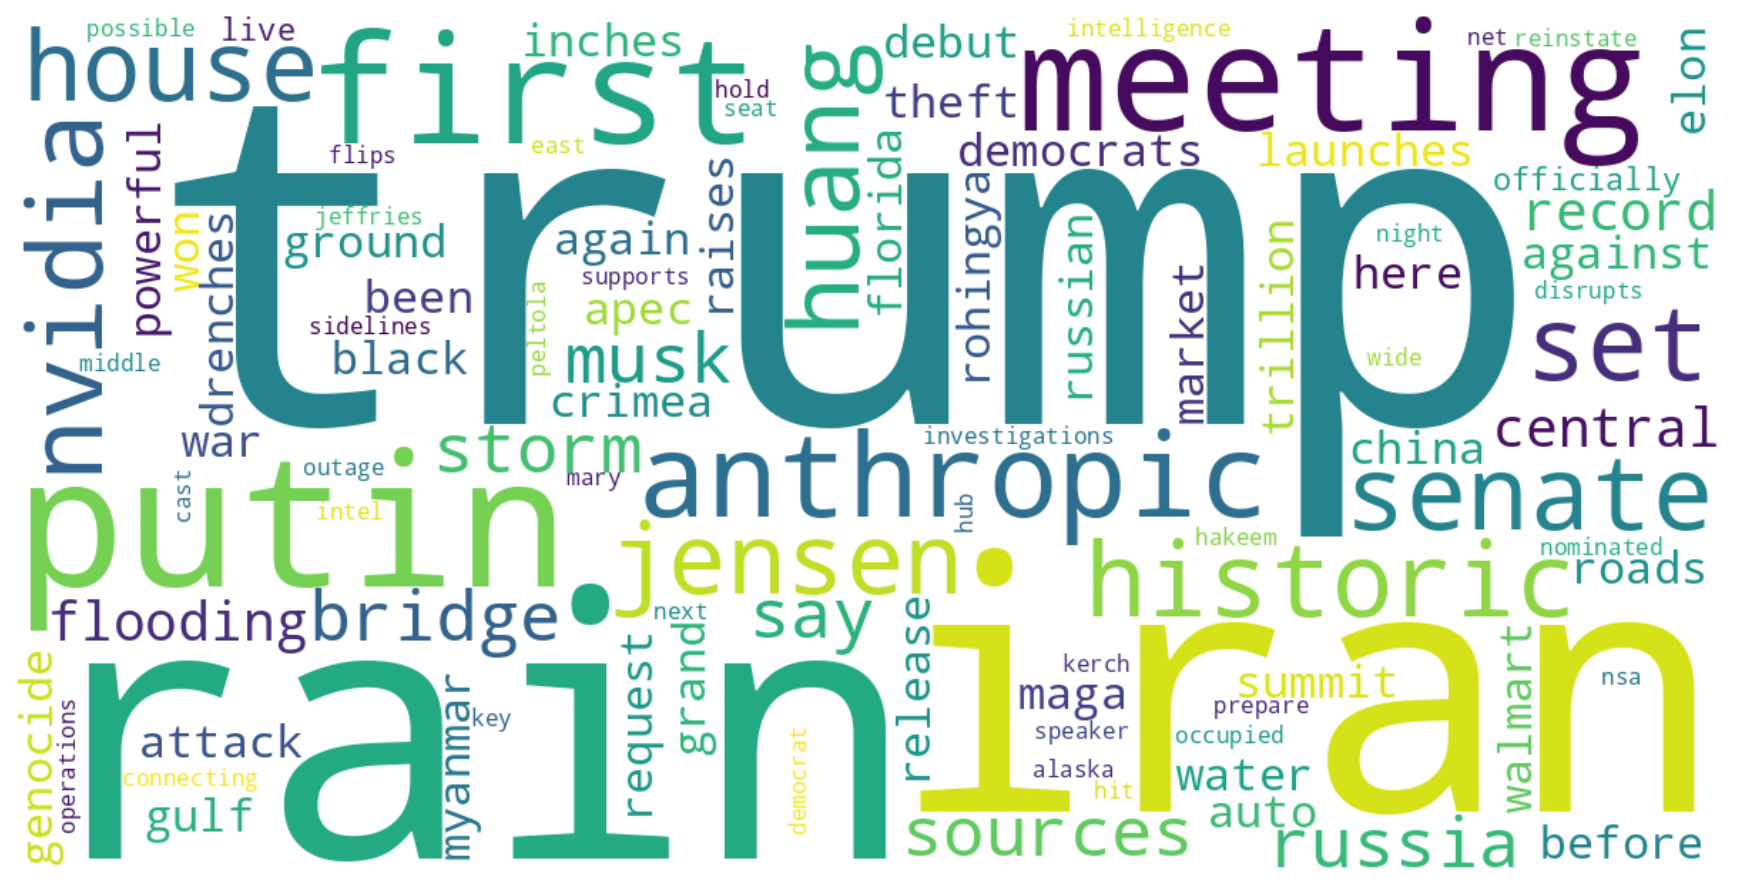 possible
live
house
first
inches
huang
debut
intelligence
meeting
net
reinstate
elon
hold
seat
theft
nvidia
powerful
trump
flips
east
florida
democrats
launches
officially
record
won
drenches
jeffries
ground
again
raises
rohingya
russian
market
trillion
night
against
here
been
supports
peltola
apec
disrupts
sidelines
black
musk
set
middle
wide
crimea
war
storm
investigations
china
central
putin
cast
outage
mary
anthropic
senate
intel
hub
jensen
hakeem
historic
nominated
roads
flooding
bridge
next
say
release
rain
iran
genocide
operations
attack
myanmar
key
request
grand
kerch
maga
summit
prepare
walmart
nsa
speaker
occupied
connecting
democrat
alaska
water
hit
gulf
auto
sources
russia
before